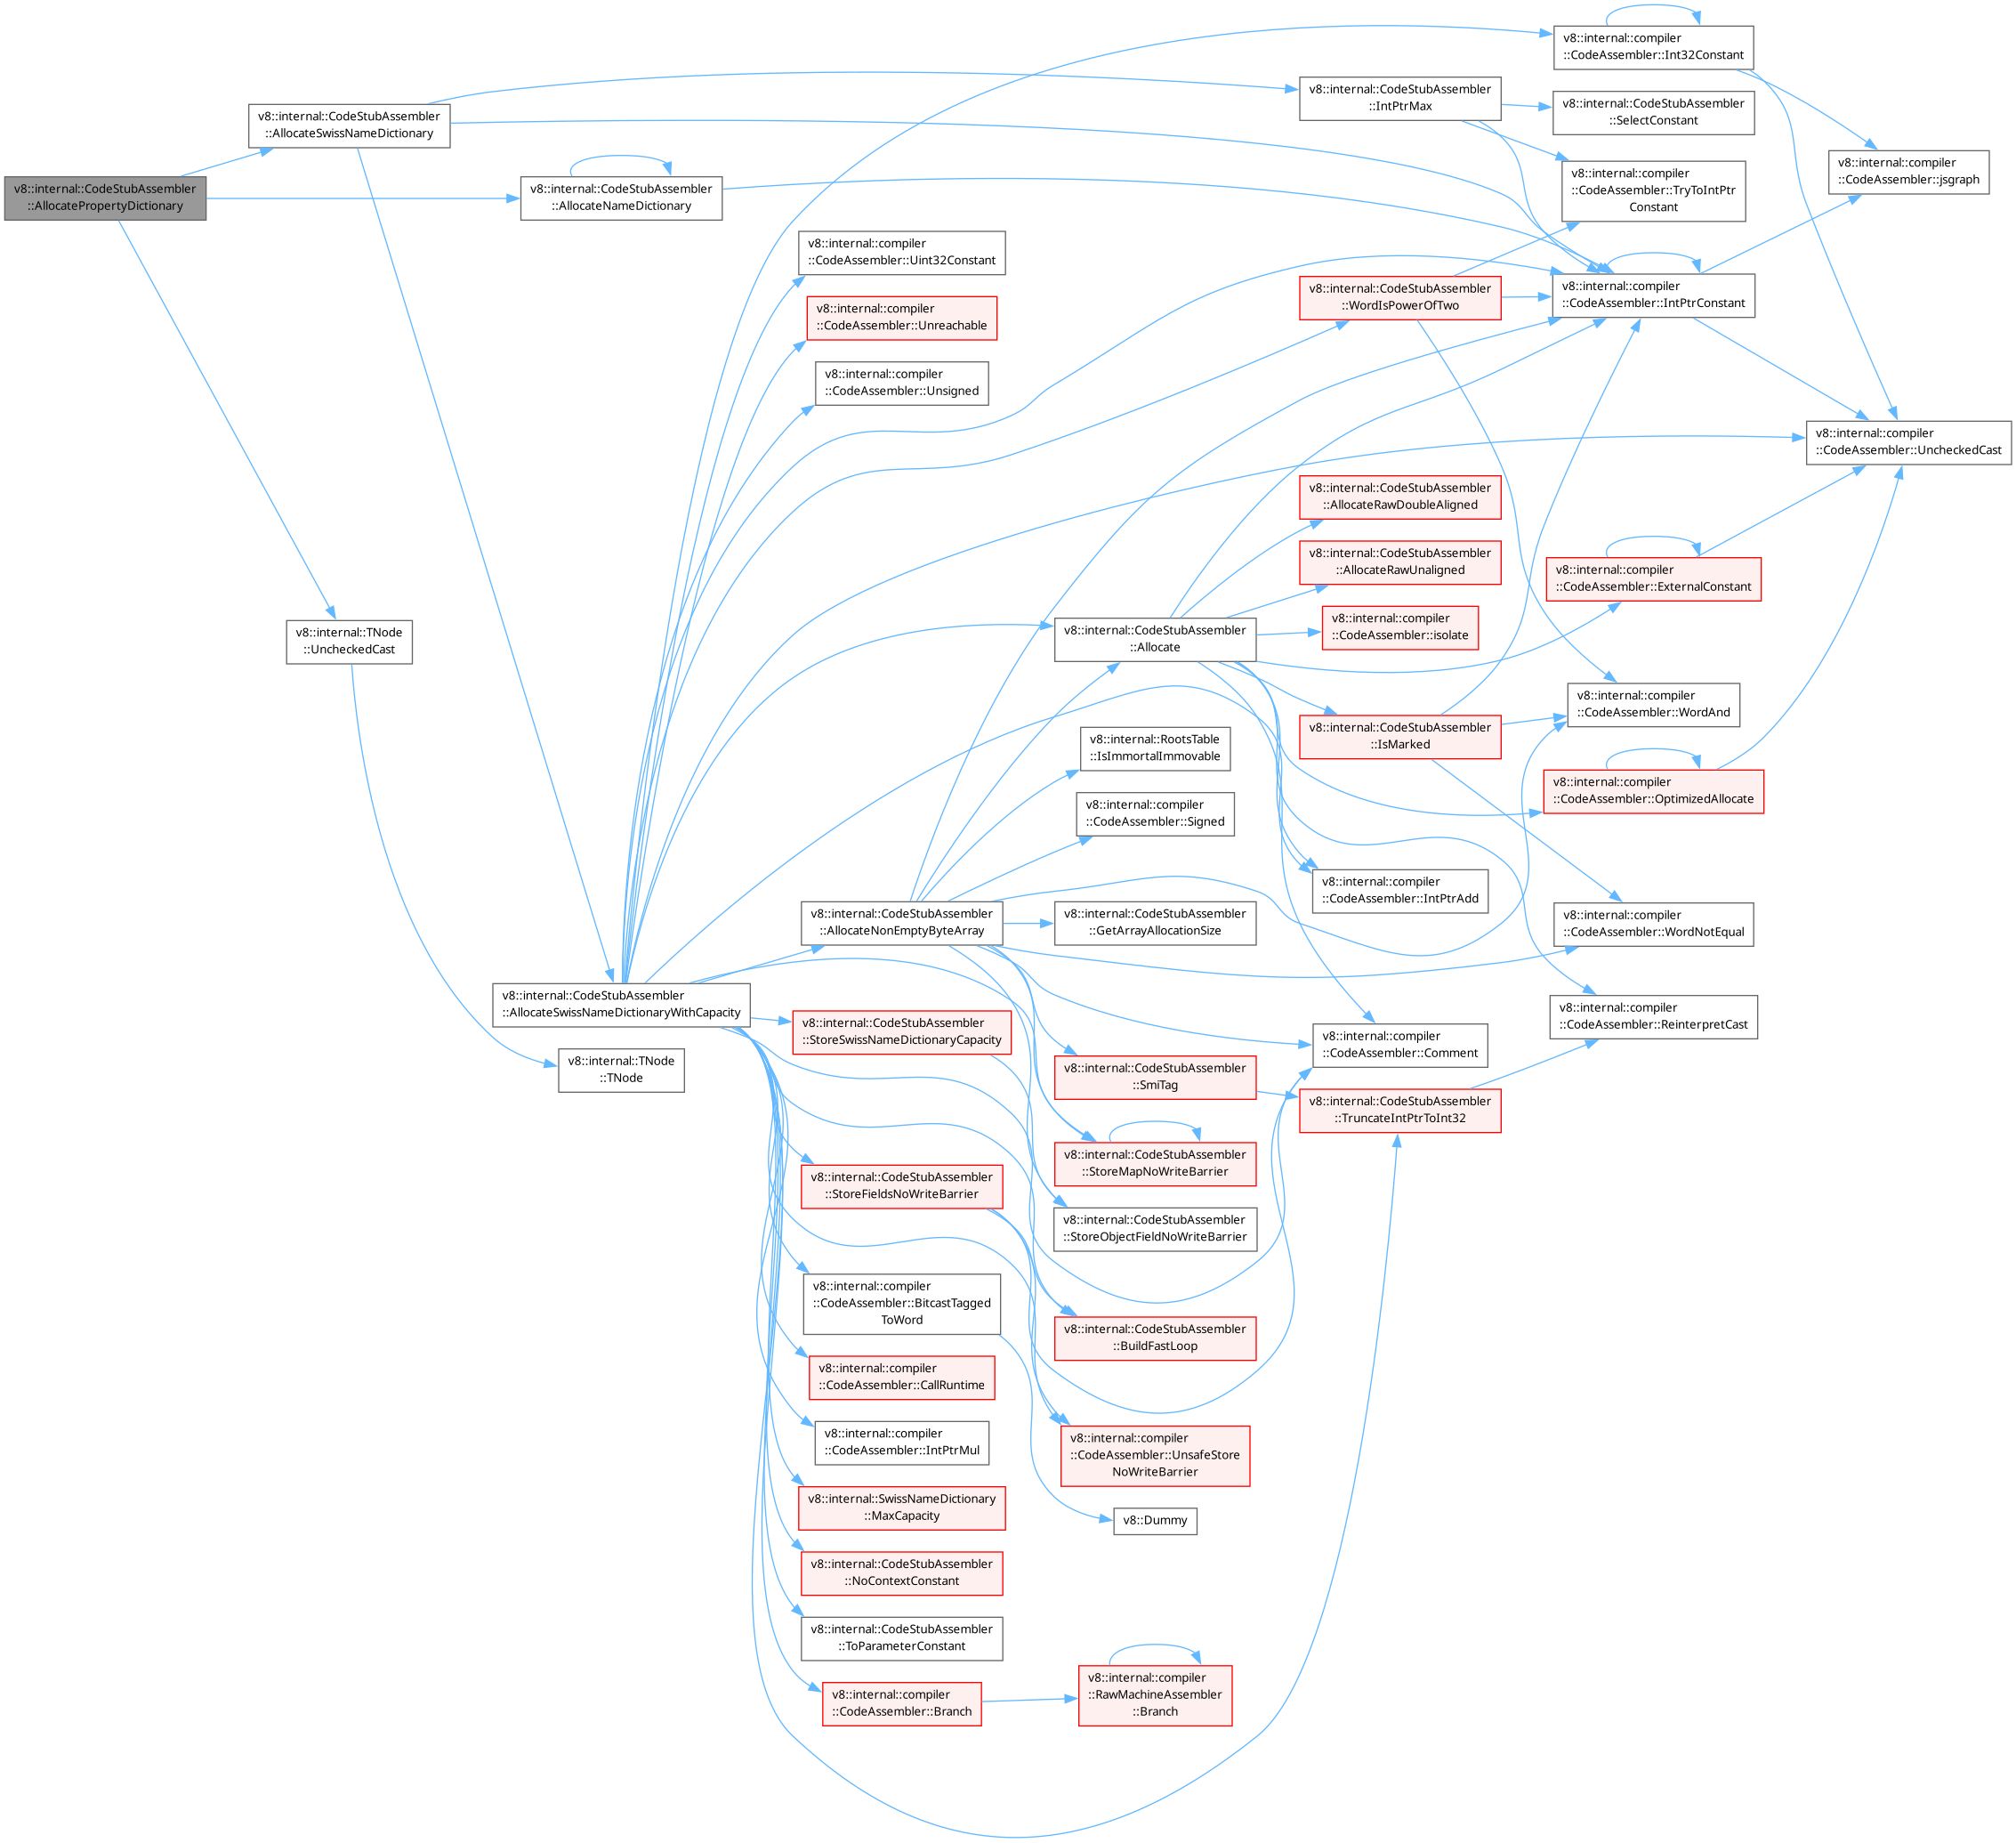 v8::internal::CodeStubAssembler
::AllocatePropertyDictionary
v8::internal::CodeStubAssembler
::AllocateSwissNameDictionary
v8::internal::TNode
::UncheckedCast
v8::internal::CodeStubAssembler
::AllocateNameDictionary
v8::internal::CodeStubAssembler
::AllocateSwissNameDictionaryWithCapacity
v8::internal::TNode
::TNode
v8::internal::compiler
::CodeAssembler::Uint32Constant
v8::internal::compiler
::CodeAssembler::Unreachable
v8::internal::compiler
::CodeAssembler::Unsigned
v8::internal::CodeStubAssembler
::AllocateNonEmptyByteArray
v8::internal::CodeStubAssembler
::StoreSwissNameDictionaryCapacity
v8::internal::CodeStubAssembler
::StoreFieldsNoWriteBarrier
v8::internal::compiler
::CodeAssembler::BitcastTagged
ToWord
v8::internal::compiler
::CodeAssembler::CallRuntime
v8::internal::compiler
::CodeAssembler::IntPtrMul
v8::internal::SwissNameDictionary
::MaxCapacity
v8::internal::CodeStubAssembler
::NoContextConstant
v8::internal::CodeStubAssembler
::ToParameterConstant
v8::internal::compiler
::CodeAssembler::Branch
v8::internal::CodeStubAssembler
::Allocate
v8::internal::RootsTable
::IsImmortalImmovable
v8::internal::compiler
::CodeAssembler::Signed
v8::internal::CodeStubAssembler
::GetArrayAllocationSize
v8::internal::CodeStubAssembler
::SmiTag
v8::internal::CodeStubAssembler
::StoreMapNoWriteBarrier
v8::internal::CodeStubAssembler
::StoreObjectFieldNoWriteBarrier
v8::internal::CodeStubAssembler
::BuildFastLoop
v8::internal::compiler
::CodeAssembler::UnsafeStore
NoWriteBarrier
v8::Dummy
v8::internal::compiler
::RawMachineAssembler
::Branch
v8::internal::CodeStubAssembler
::IntPtrMax
v8::internal::CodeStubAssembler
::WordIsPowerOfTwo
v8::internal::CodeStubAssembler
::AllocateRawDoubleAligned
v8::internal::CodeStubAssembler
::AllocateRawUnaligned
v8::internal::compiler
::CodeAssembler::isolate
v8::internal::CodeStubAssembler
::IsMarked
v8::internal::compiler
::CodeAssembler::IntPtrAdd
v8::internal::compiler
::CodeAssembler::Comment
v8::internal::CodeStubAssembler
::TruncateIntPtrToInt32
v8::internal::compiler
::CodeAssembler::Int32Constant
v8::internal::CodeStubAssembler
::SelectConstant
v8::internal::compiler
::CodeAssembler::TryToIntPtr
Constant
v8::internal::compiler
::CodeAssembler::IntPtrConstant
v8::internal::compiler
::CodeAssembler::ExternalConstant
v8::internal::compiler
::CodeAssembler::WordAnd
v8::internal::compiler
::CodeAssembler::OptimizedAllocate
v8::internal::compiler
::CodeAssembler::WordNotEqual
v8::internal::compiler
::CodeAssembler::ReinterpretCast
v8::internal::compiler
::CodeAssembler::jsgraph
v8::internal::compiler
::CodeAssembler::UncheckedCast